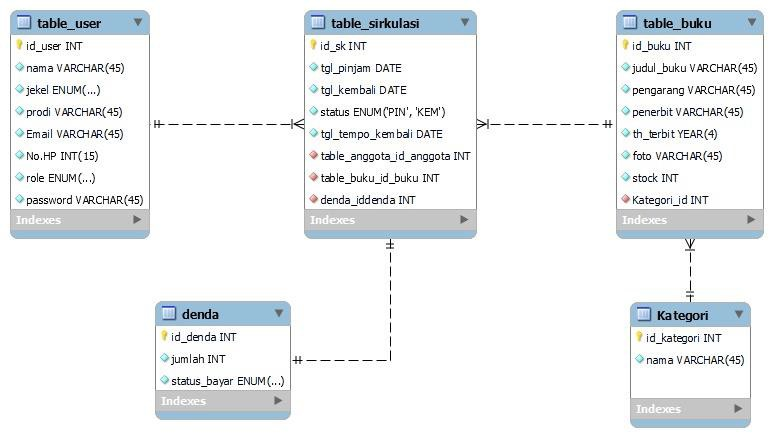 table_user
id_user INT
nama VARCHAR(45)
jekel ENUM(...)
prodi VARCHAR(45)
Email VARCHAR(45)
No.HP INT(15)
role ENUM(...)
password VARCHAR(45)
Indexes
table_sirkulasi
id_sk INT
tgl_pinjam DATE
tgl_kembali DATE
status ENUM('PIN', 'KEM')
tgl_tempo_kembali DATE
table_anggota_id_anggota INT
table_buku_id_buku INT
denda_iddenda INT
Indexes
table_buku
id_buku INT
judul_buku VARCHAR(45)
pengarang VARCHAR(45)
penerbit VARCHAR(45)
th_terbit YEAR(4)
foto VARCHAR(45)
stock INT
Kategori_id INT
Indexes
denda
id_denda INT
jumlah INT
status_bayar ENUM(...)
Indexes
Kategori
id_kategori INT
nama VARCHAR(45)
Indexes